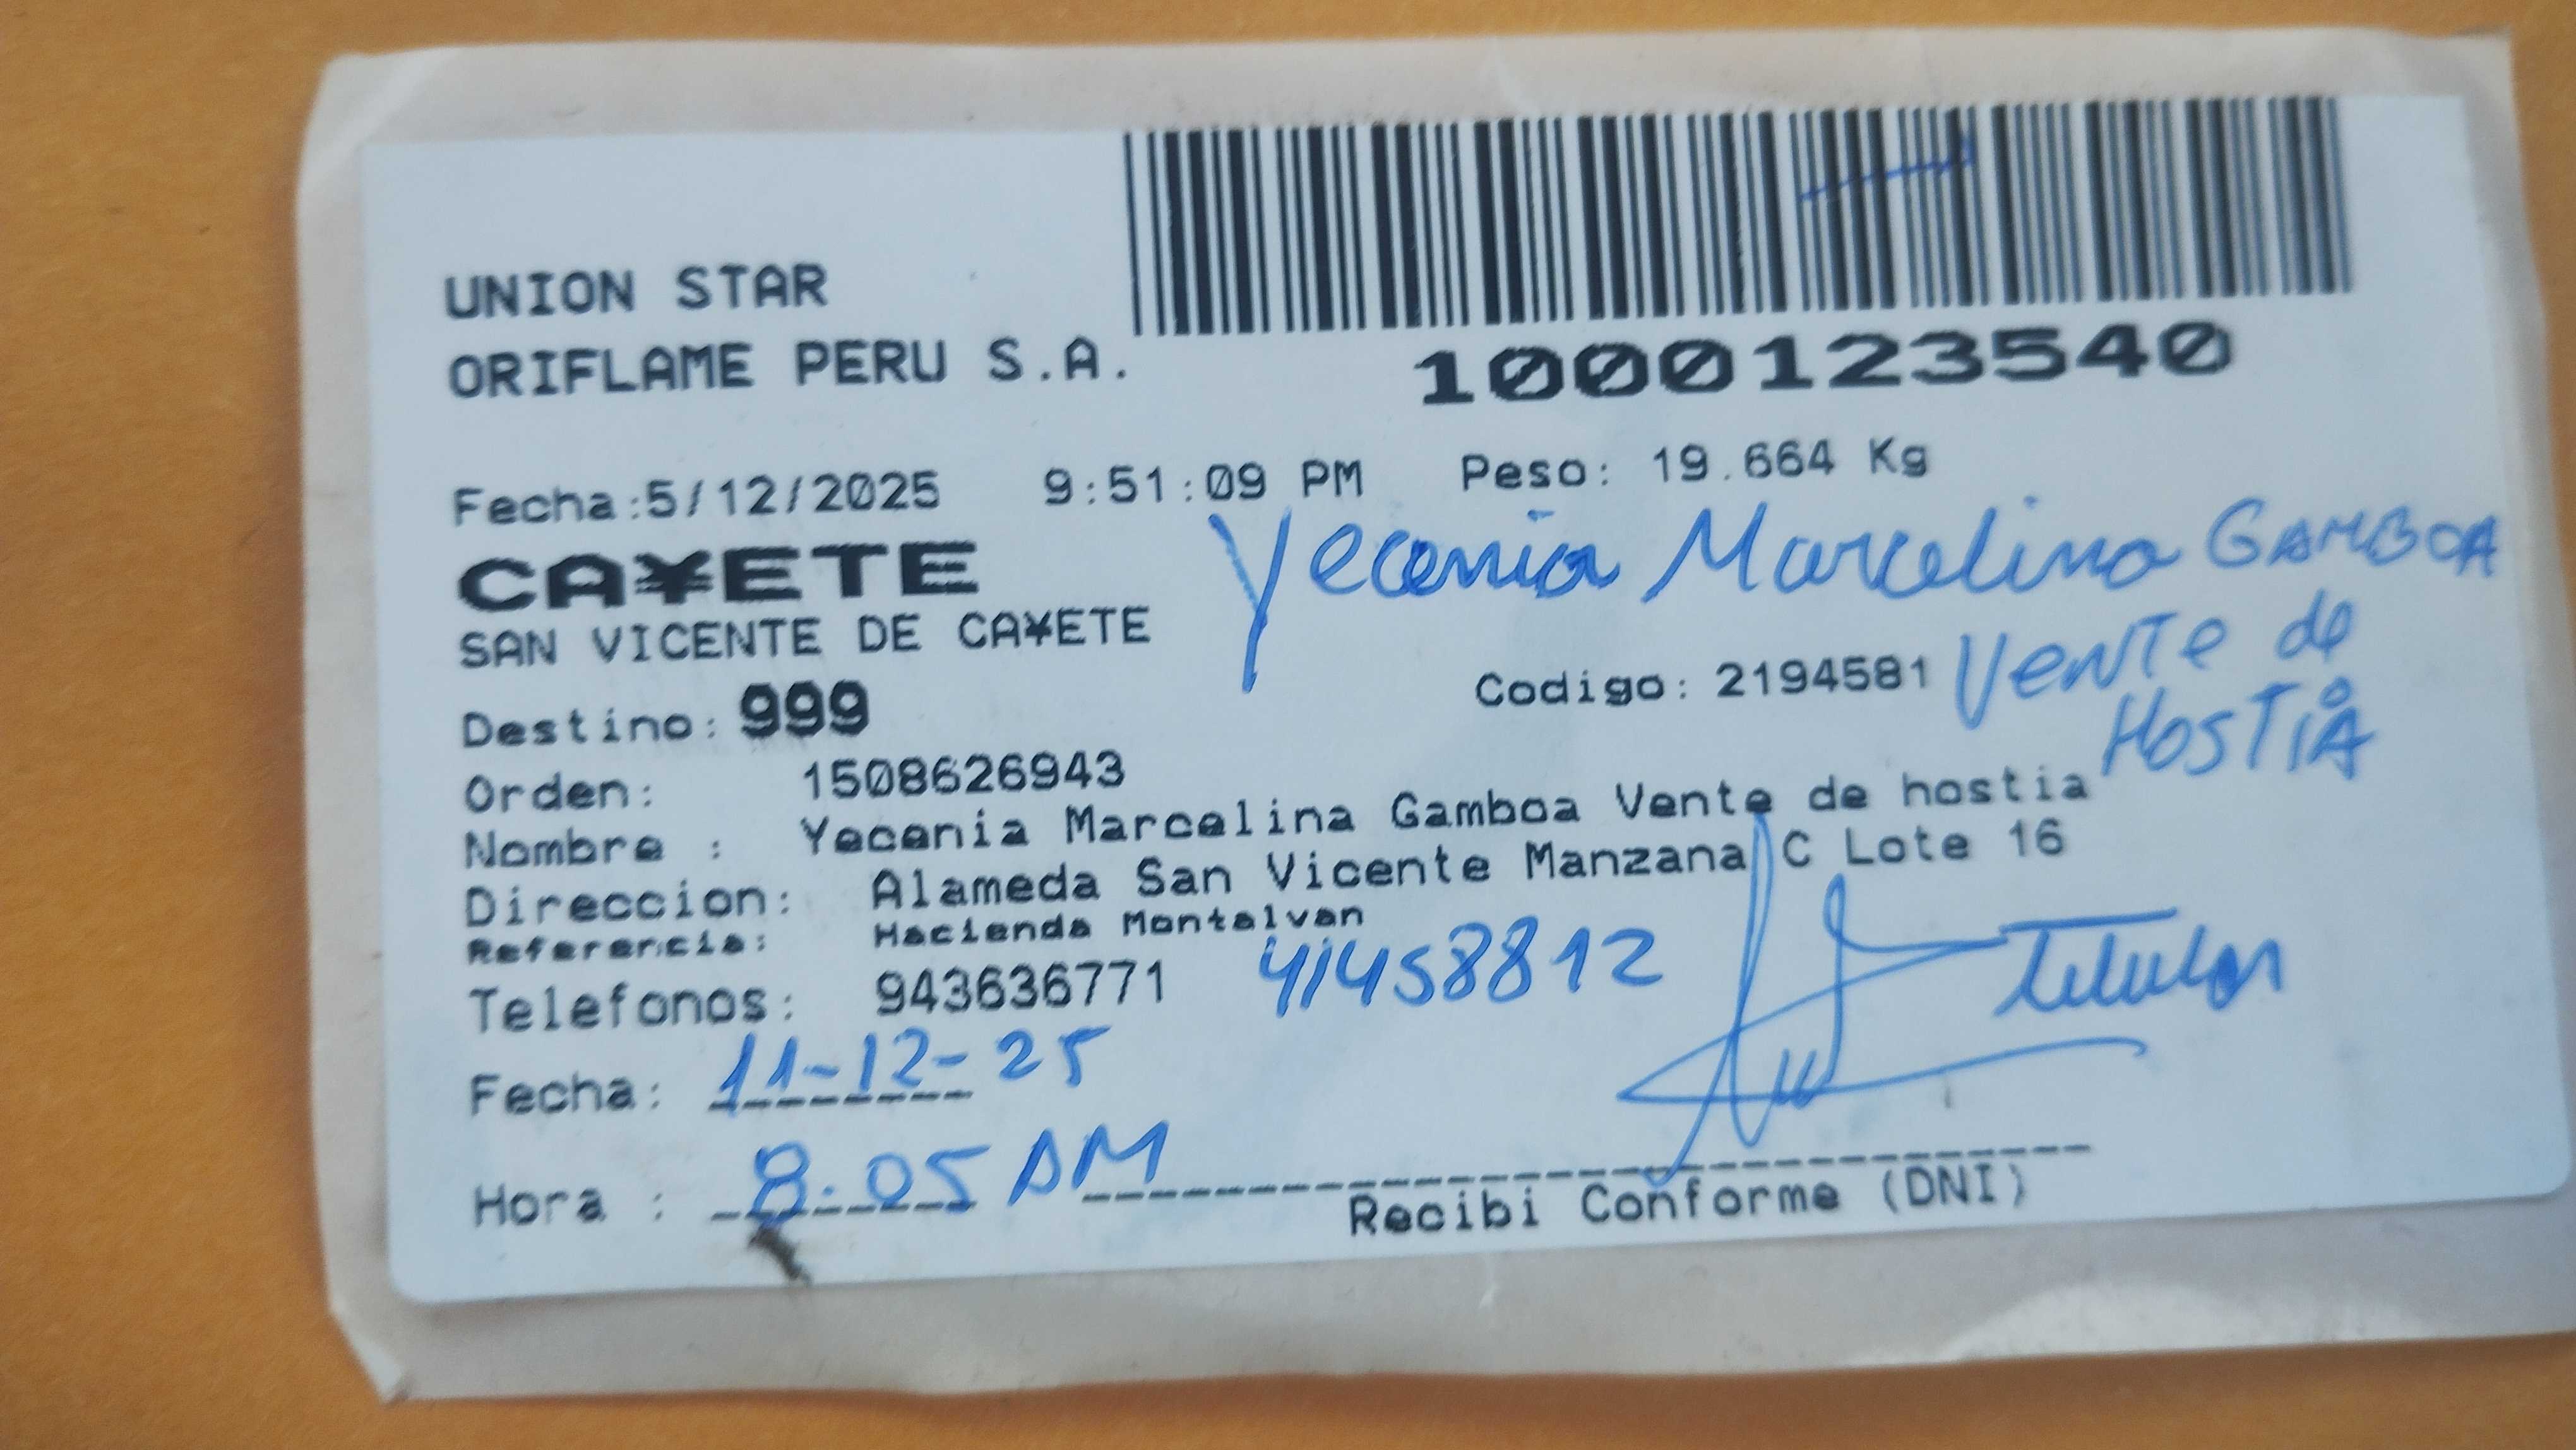 UNION STAR
ORIFLAME PERU S.A.
1000123540
Fecha:5/12/2025 9:51:09 PM Peso: 19.664 Kg
CA¥ETE
Yecenia Marcelina GAMBOA
SAN VICENTE DE CA¥ETE
Vente de
HOSTIA
Destino: 999 Codigo: 2194581
Orden: 1508626943
Nombre : Yecenia Marcelina Gamboa Vente de hostia
Direccion: Alameda San Vicente Manzana C Lote 16
Referencia: Hacienda Montalvan
Telefonos: 943636771 41458812
Titular
Fecha: 11-12-25
Hora : 8:05 AM
Recibi Conforme (DNI)